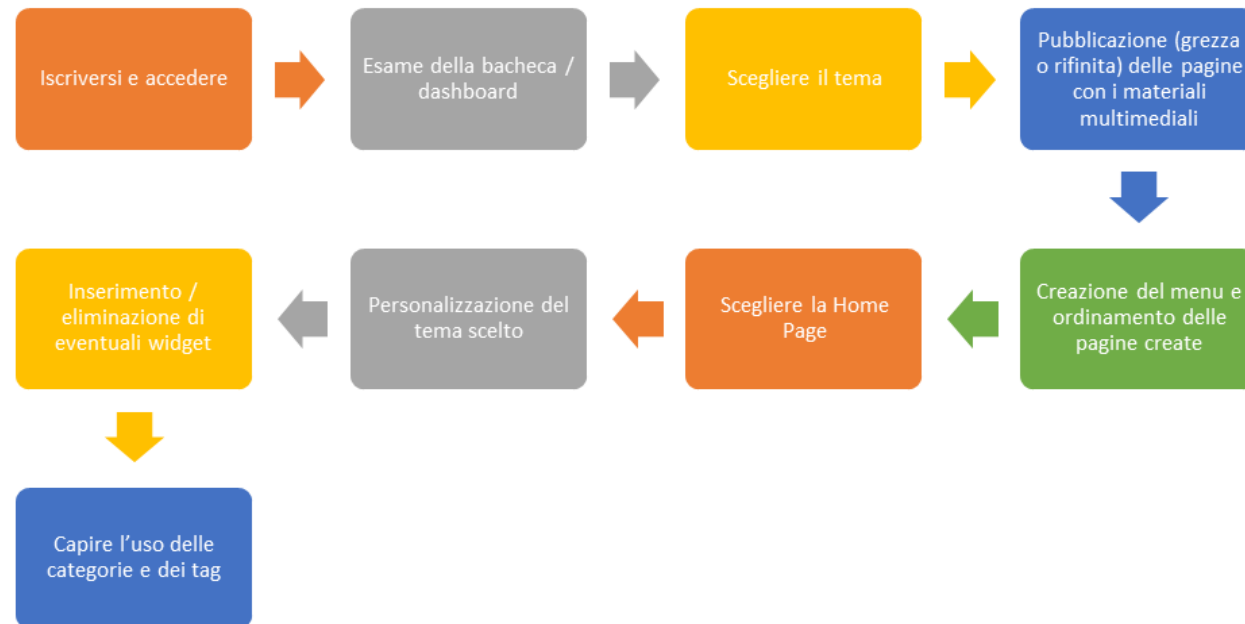 Iscriversi e accedere
Esame della bacheca /
dashboard
Scegliere il tema
Pubblicazione (grezza
o rifinita) delle pagine
con i materiali
multimediali
Creazione del menu e
ordinamento delle
pagine create
Scegliere la Home
Page
Personalizzazione del
tema scelto
Inserimento /
eliminazione di
eventuali widget
Capire l’uso delle
categorie e dei tag